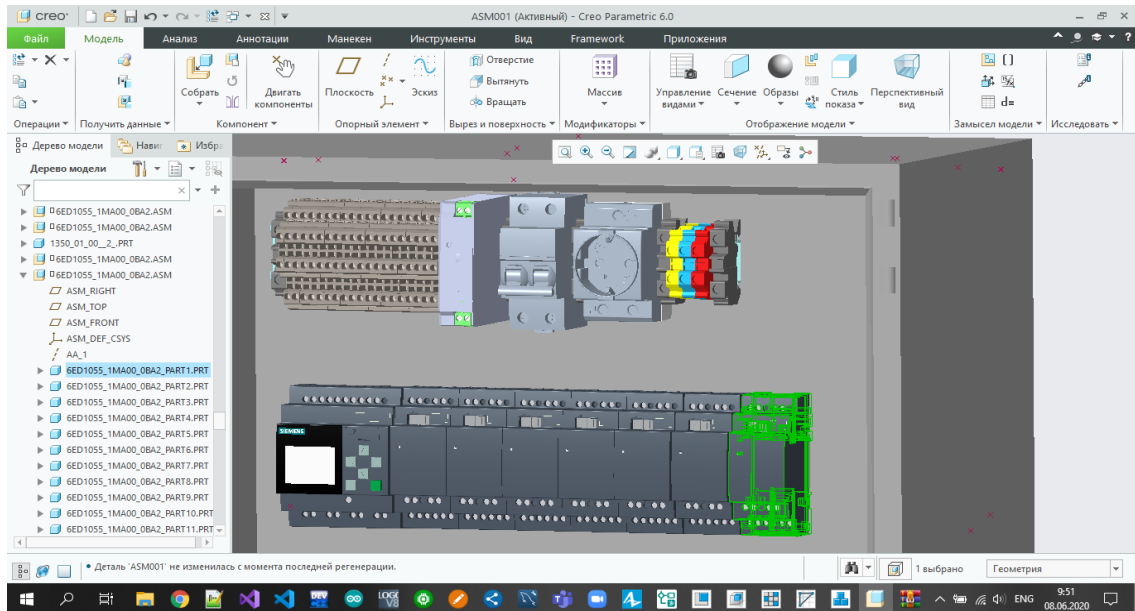 creo·
ASM001 (Активный) - Creo Parametric 6.0
Файл Модель Анализ Аннотации Манекен Инструменты Вид Framework Приложения
Собрать Двигать компоненты Плоскость Эскиз Отверстие Вытянуть Вращать Массив Управление видами Сечение Образы Стиль показа Перспективный вид d=
Операции Получить данные Компонент Опорный элемент Вырез и поверхность Модификаторы Отображение модели Замысел модели Исследовать
Дерево модели Навиг Избра
Дерево модели
6ED1055_1MA00_0BA2.ASM
6ED1055_1MA00_0BA2.ASM
1350_01_00__2_.PRT
6ED1055_1MA00_0BA2.ASM
6ED1055_1MA00_0BA2.ASM
ASM_RIGHT
ASM_TOP
ASM_FRONT
ASM_DEF_CSYS
AA_1
6ED1055_1MA00_0BA2_PART1.PRT
6ED1055_1MA00_0BA2_PART2.PRT
6ED1055_1MA00_0BA2_PART3.PRT
6ED1055_1MA00_0BA2_PART4.PRT
6ED1055_1MA00_0BA2_PART5.PRT
6ED1055_1MA00_0BA2_PART6.PRT
6ED1055_1MA00_0BA2_PART7.PRT
6ED1055_1MA00_0BA2_PART8.PRT
6ED1055_1MA00_0BA2_PART9.PRT
6ED1055_1MA00_0BA2_PART10.PRT
6ED1055_1MA00_0BA2_PART11.PRT
SIEMENS
• Деталь 'ASM001' не изменилась с момента последней регенерации.
1 выбрано Геометрия
ENG 9:51
08.06.2020